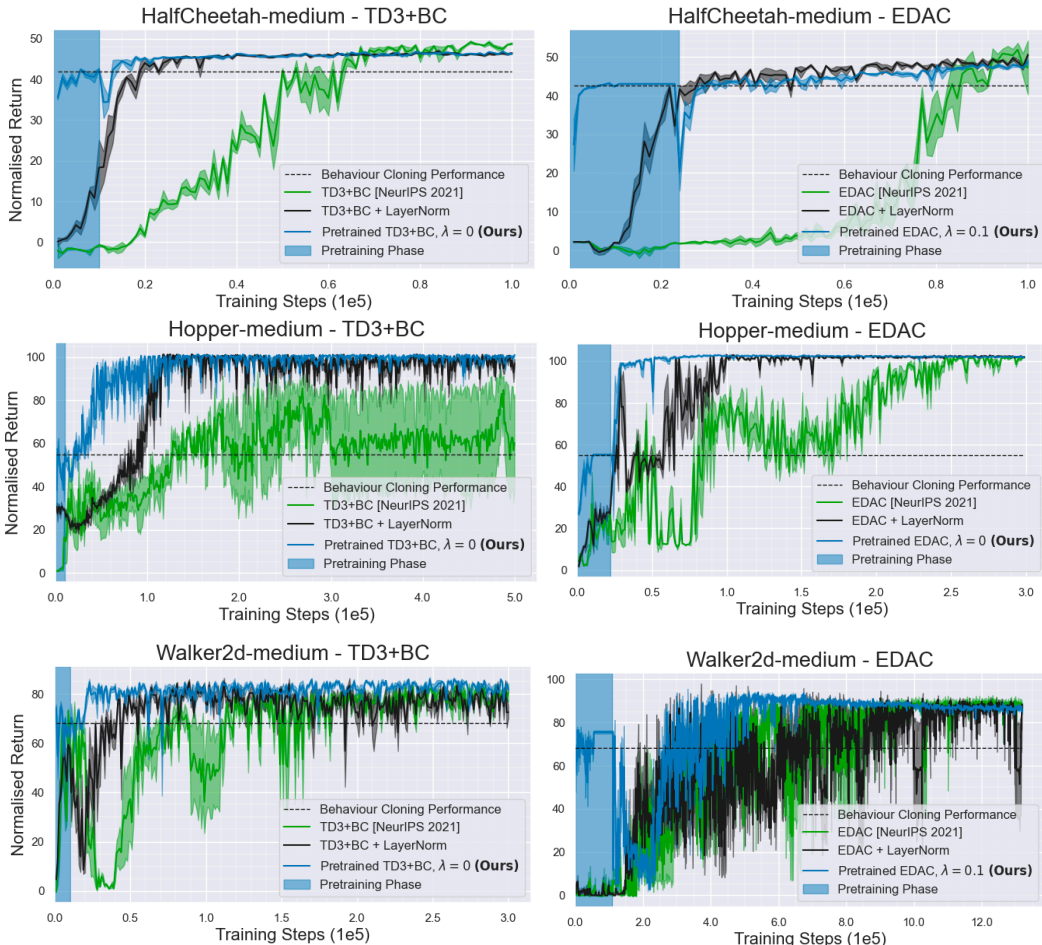 HalfCheetah-medium - TD3+BC
Normalised Return
50
40
30
20
10
0
0.0 0.2 0.4 0.6 0.8 1.0
Training Steps (1e5)
Behaviour Cloning Performance
TD3+BC [NeurIPS 2021]
TD3+BC + LayerNorm
Pretrained TD3+BC, λ = 0 (Ours)
Pretraining Phase
HalfCheetah-medium - EDAC
50
40
30
20
10
0
0.0 0.2 0.4 0.6 0.8 1.0
Training Steps (1e5)
Behaviour Cloning Performance
EDAC [NeurIPS 2021]
EDAC + LayerNorm
Pretrained EDAC, λ = 0.1 (Ours)
Pretraining Phase
Hopper-medium - TD3+BC
Normalised Return
100
80
60
40
20
0
0.0 1.0 2.0 3.0 4.0 5.0
Training Steps (1e5)
Behaviour Cloning Performance
TD3+BC [NeurIPS 2021]
TD3+BC + LayerNorm
Pretrained TD3+BC, λ = 0 (Ours)
Pretraining Phase
Hopper-medium - EDAC
100
80
60
40
20
0
0.0 0.5 1.0 1.5 2.0 2.5 3.0
Training Steps (1e5)
Behaviour Cloning Performance
EDAC [NeurIPS 2021]
EDAC + LayerNorm
Pretrained EDAC, λ = 0 (Ours)
Pretraining Phase
Walker2d-medium - TD3+BC
Normalised Return
80
60
40
20
0
0.0 0.5 1.0 1.5 2.0 2.5 3.0
Training Steps (1e5)
Behaviour Cloning Performance
TD3+BC [NeurIPS 2021]
TD3+BC + LayerNorm
Pretrained TD3+BC, λ = 0 (Ours)
Pretraining Phase
Walker2d-medium - EDAC
100
80
60
40
20
0
0.0 2.0 4.0 6.0 8.0 10.0 12.0
Training Steps (1e5)
Behaviour Cloning Performance
EDAC [NeurIPS 2021]
EDAC + LayerNorm
Pretrained EDAC, λ = 0.1 (Ours)
Pretraining Phase